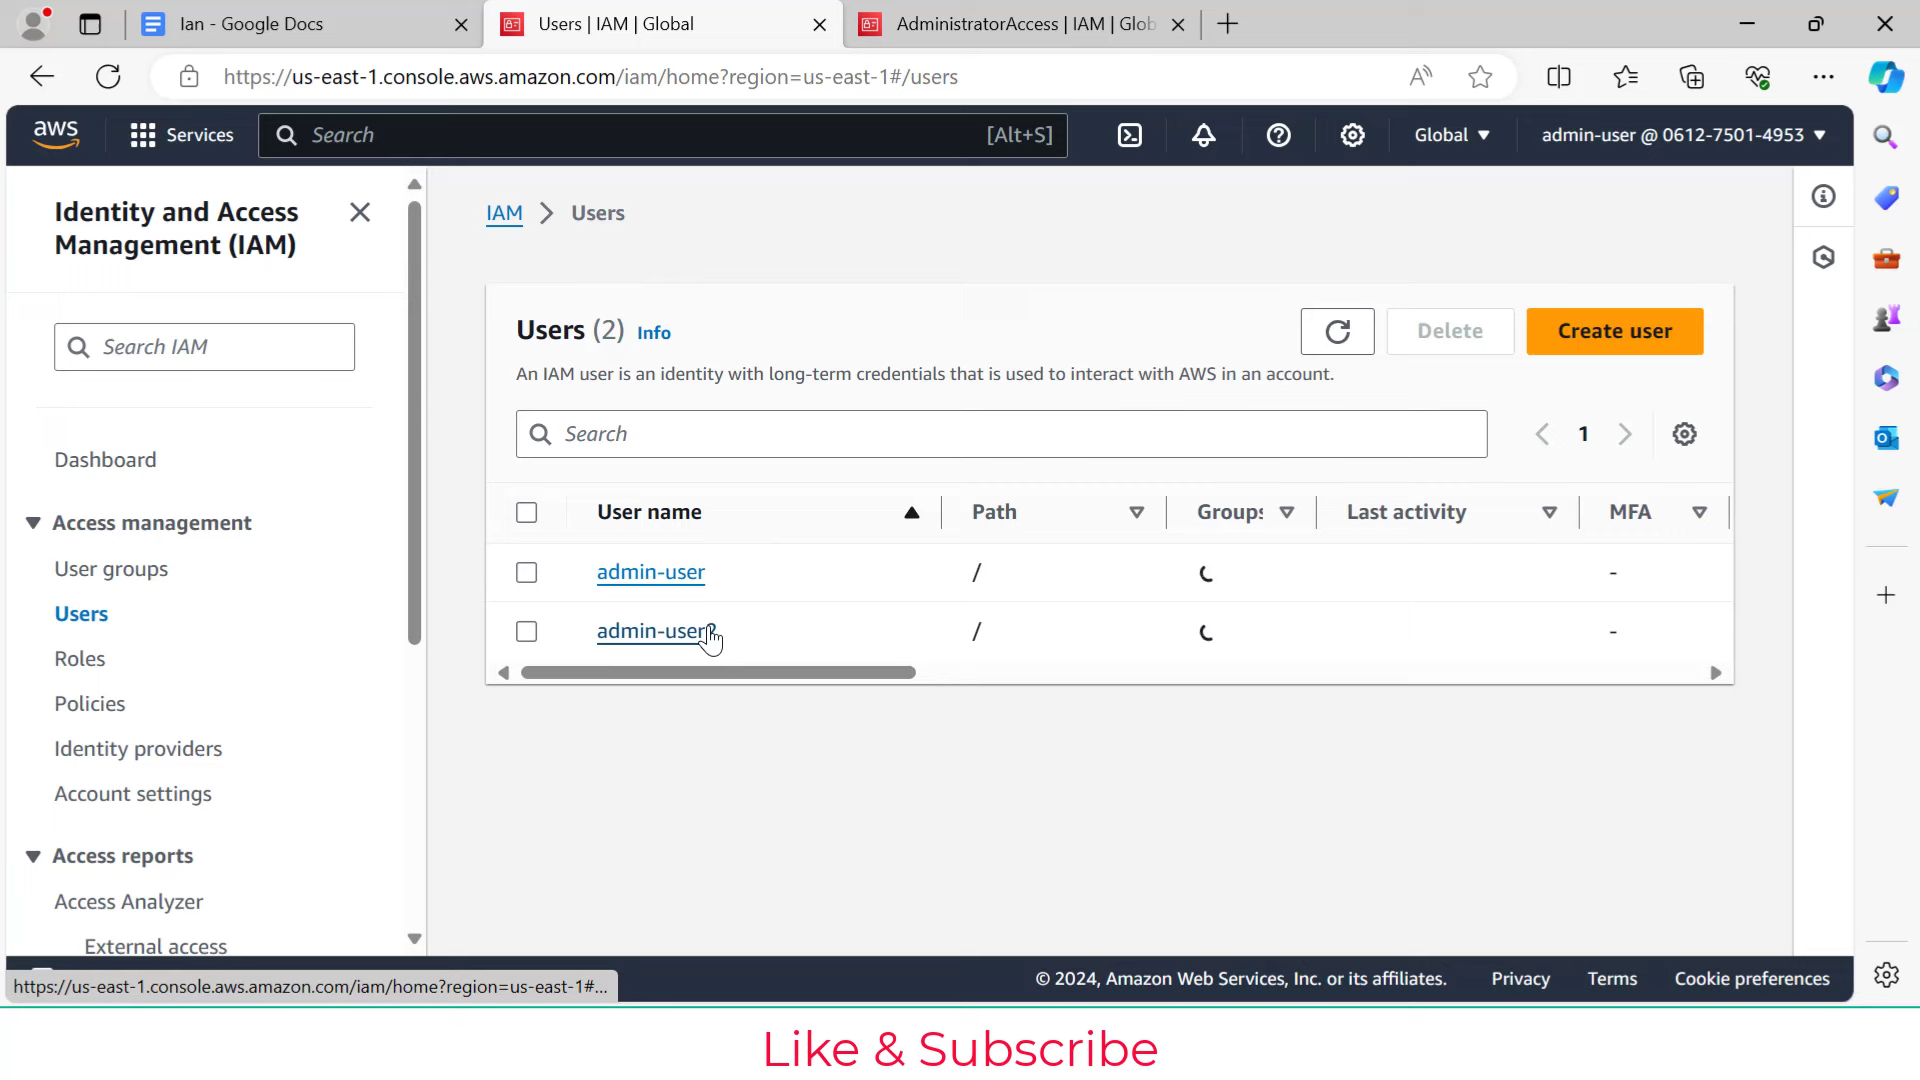 Ian - Google Docs
Users | IAM | Global
AdministratorAccess | IAM | Glob
https://us-east-1.console.aws.amazon.com/iam/home?region=us-east-1#/users
aws
Services
Search
[Alt+S]
Global
admin-user @ 0612-7501-4953
Identity and Access
Management (IAM)
Search IAM
Dashboard
Access management
User groups
Users
Roles
Policies
Identity providers
Account settings
Access reports
Access Analyzer
External access
IAM > Users
Users (2) Info
Delete
Create user
An IAM user is an identity with long-term credentials that is used to interact with AWS in an account.
Search
1
User name
Path
Groups
Last activity
MFA
admin-user
/
-
admin-user2
/
-
https://us-east-1.console.aws.amazon.com/iam/home?region=us-east-1#...
© 2024, Amazon Web Services, Inc. or its affiliates.
Privacy
Terms
Cookie preferences
Like & Subscribe